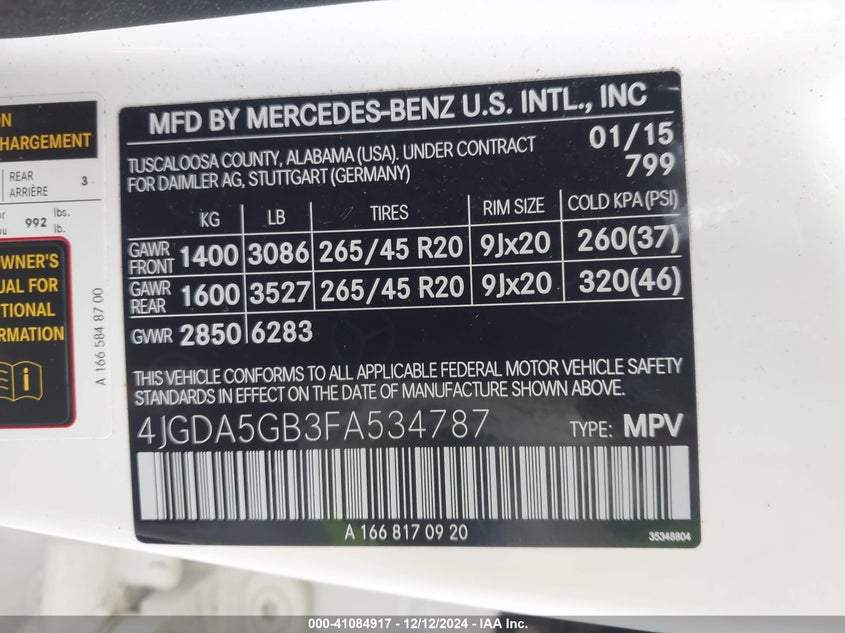 ON
HARGEMENT
REAR
ARRIÈRE 3
or
ou 992 lbs.
lb.
OWNER'S
UAL FOR
TIONAL
ORMATION
A 166 584 87 00
MFD BY MERCEDES-BENZ U.S. INTL., INC
TUSCALOOSA COUNTY, ALABAMA (USA). UNDER CONTRACT
FOR DAIMLER AG, STUTTGART (GERMANY)
01/15
799
KG LB TIRES RIM SIZE COLD KPA(PSI)
GAWR
FRONT 1400 3086 265/45 R20 9Jx20 260(37)
GAWR
REAR 1600 3527 265/45 R20 9Jx20 320(46)
GVWR 2850 6283
THIS VEHICLE CONFORMS TO ALL APPLICABLE FEDERAL MOTOR VEHICLE SAFETY
STANDARDS IN EFFECT ON THE DATE OF MANUFACTURE SHOWN ABOVE.
4JGDA5GB3FA534787 TYPE: MPV
A 166 817 09 20
35348804
000-41084917 - 12/12/2024 - IAA Inc.